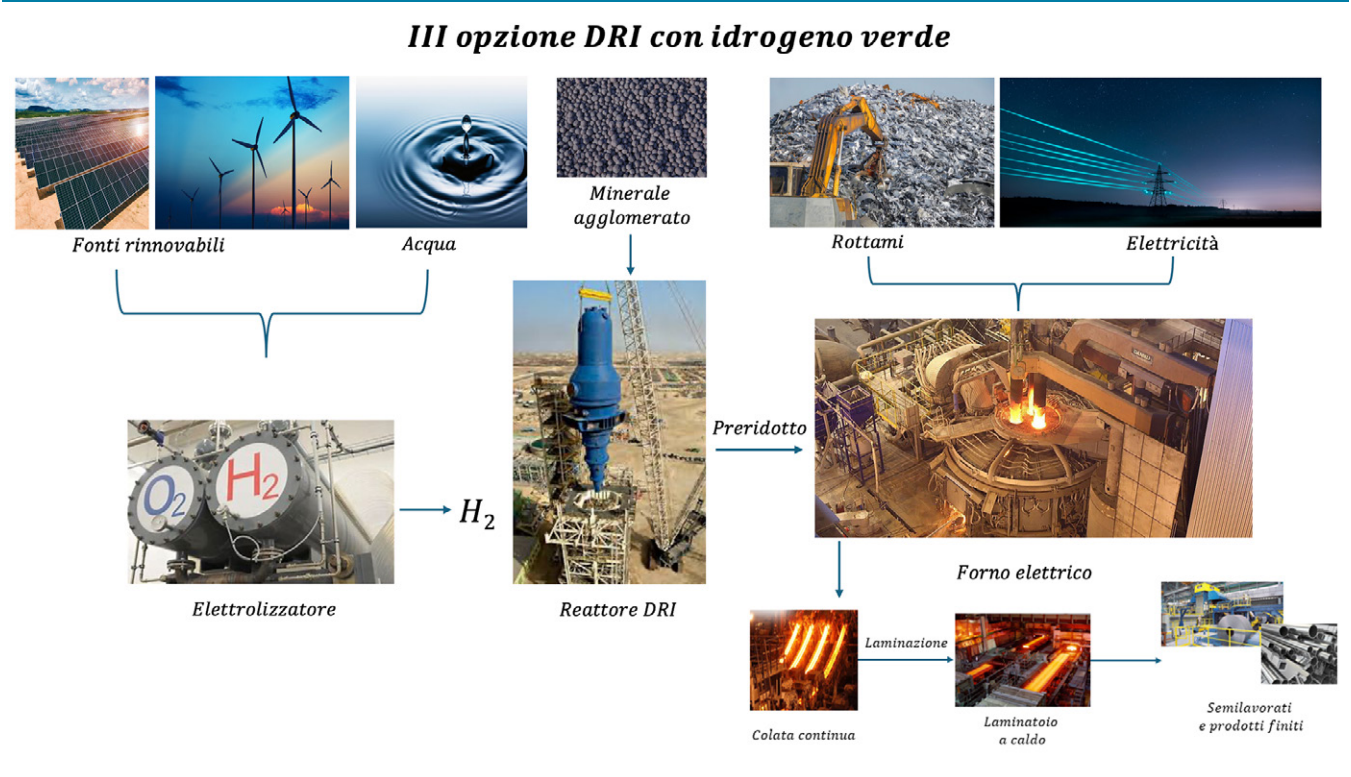 III opzione DRI con idrogeno verde
Fonti rinnovabili
Acqua
Minerale
agglomerato
Rottami
Elettricità
O2
H2
Elettrolizzatore
H2
Reattore DRI
Preridotto
Forno elettrico
Colata continua
Laminazione
Laminatoio
a caldo
Semilavorati
e prodotti finiti